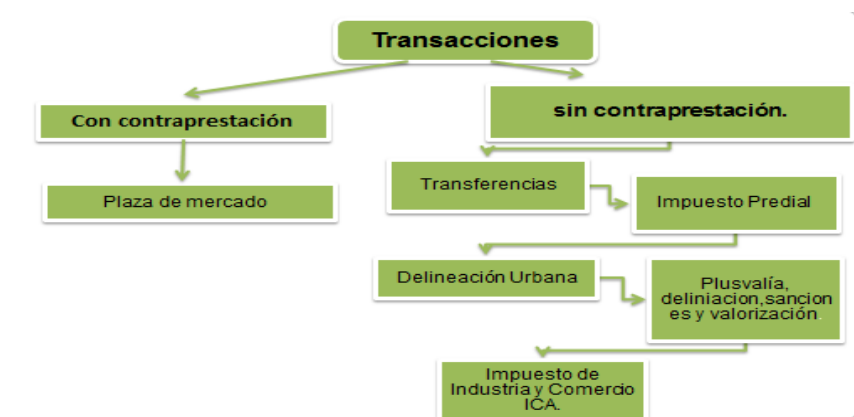 Transacciones
Con contraprestación
sin contraprestación.
Plaza de mercado
Transferencias
Impuesto Predial
Delineación Urbana
Plusvalía,
deliniacion,sancion
es y valorización.
Impuesto de
Industria y Comercio
ICA.